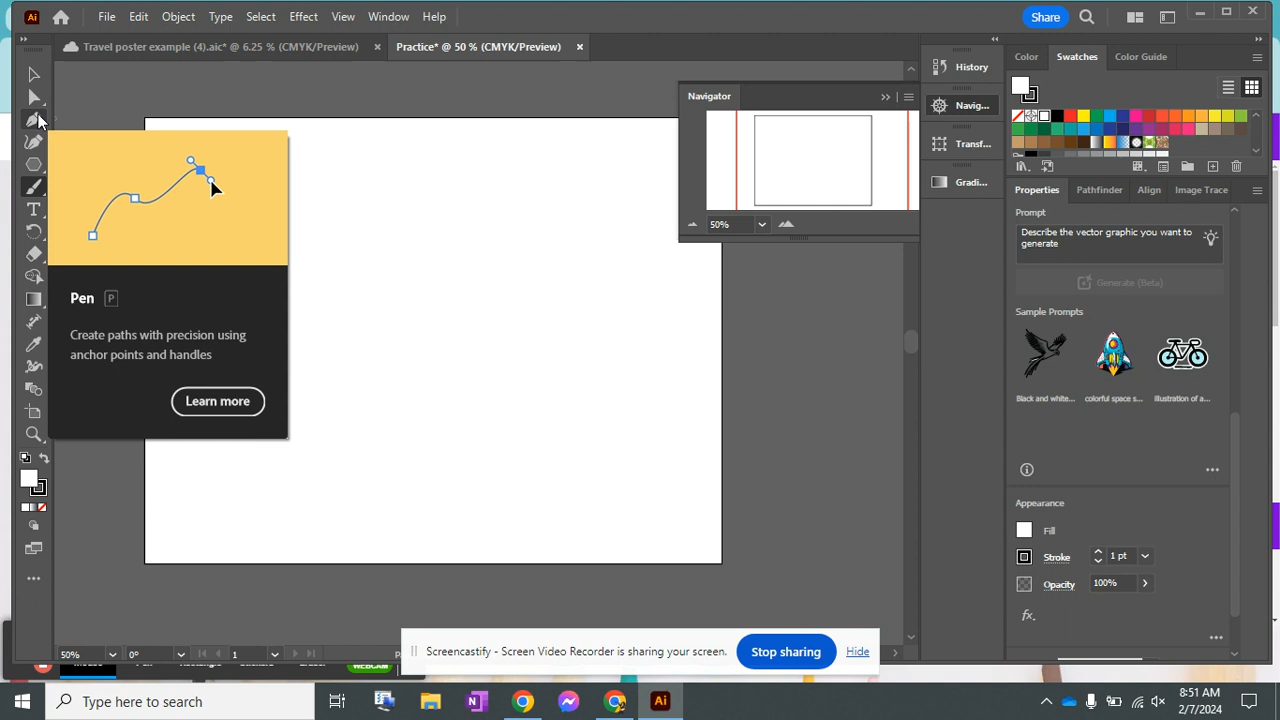 Ai
File Edit Object Type Select Effect View Window Help
Share
Travel poster example (4).aic* @ 6.25 % (CMYK/Preview) ×
Practice* @ 50 % (CMYK/Preview) ×
Navigator
50%
History
Navig...
Transf...
Gradi...
Color Swatches Color Guide
Properties Pathfinder Align Image Trace
Prompt
Describe the vector graphic you want to
generate
Generate (Beta)
Sample Prompts
Black and white... colorful space s... illustration of a...
Appearance
Fill
Stroke 1 pt
Opacity 100%
fx.
Pen P
Create paths with precision using
anchor points and handles
Learn more
T
50% 0° 1
Screencastify - Screen Video Recorder is sharing your screen. Stop sharing Hide
WEBCAM
Type here to search
N
Ai
8:51 AM
2/7/2024